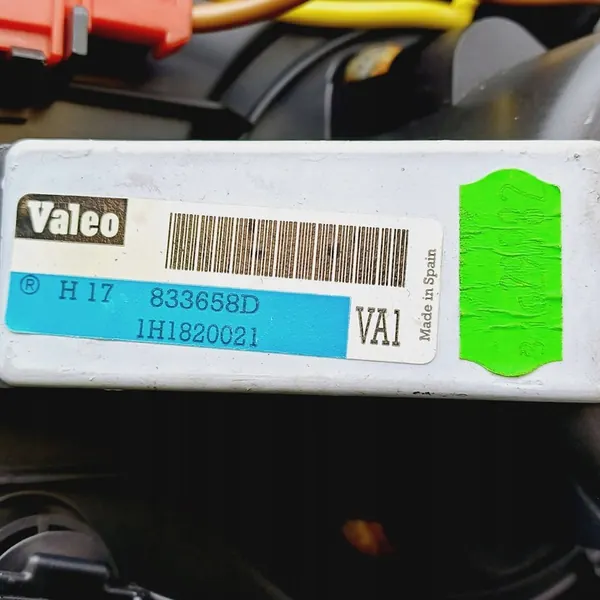 Valeo
® H 17 833658D
1H1820021
VA1
Made in Spain